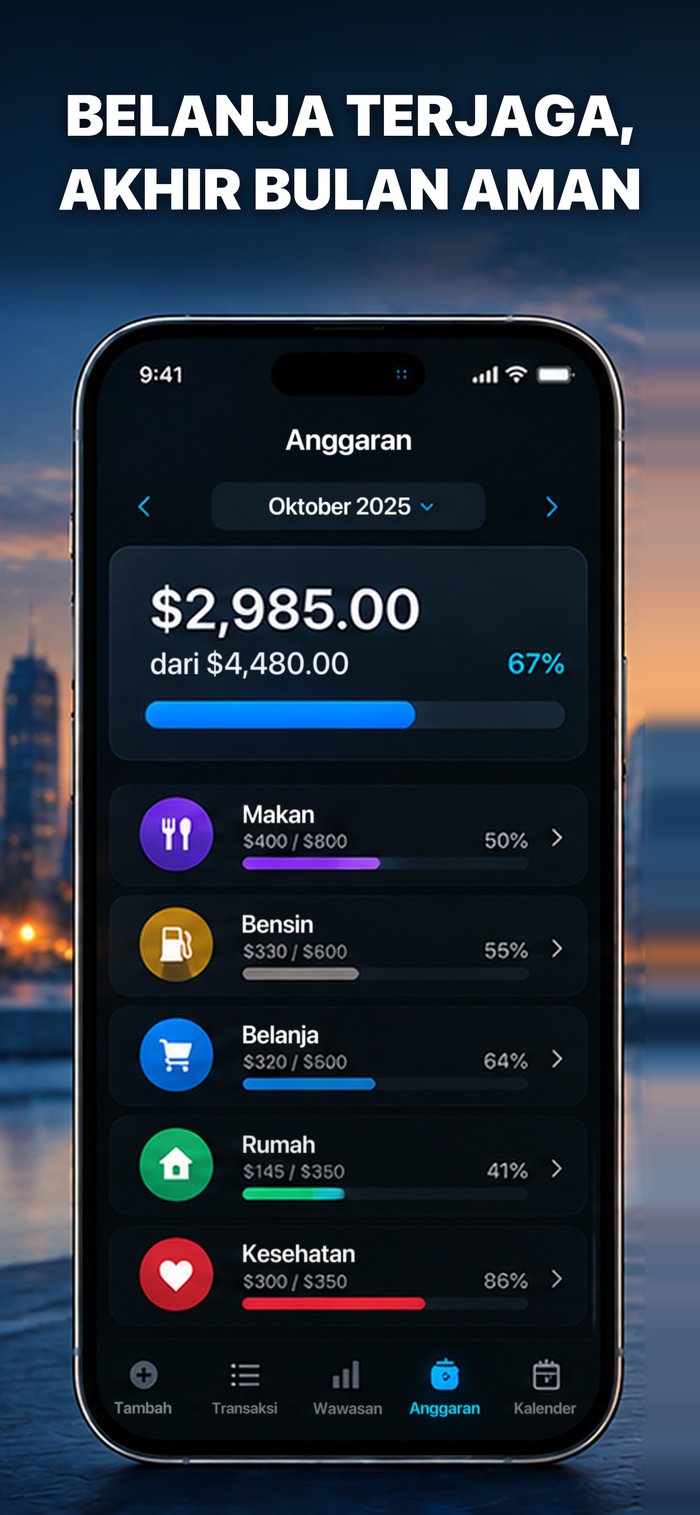 BELANJA TERJAGA,
AKHIR BULAN AMAN
9:41
Anggaran
Oktober 2025
$2,985.00
dari $4,480.00
67%
Makan
$400 / $800
50%
Bensin
$330 / $600
55%
Belanja
$320 / $600
64%
Rumah
$145 / $350
41%
Kesehatan
$300 / $350
86%
Tambah
Transaksi
Wawasan
Anggaran
Kalender